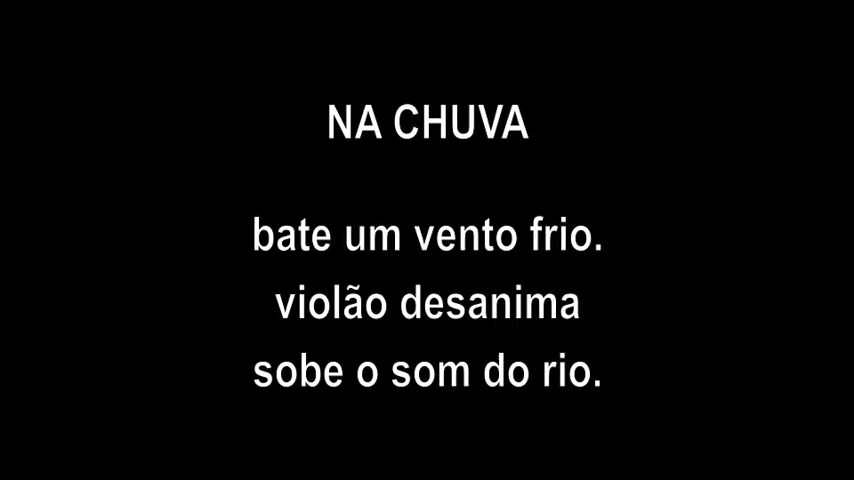 NA CHUVA
bate um vento frio.
violão desanima
sobe o som do rio.